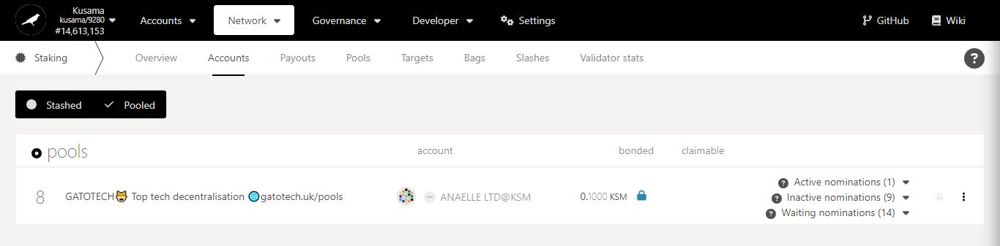 Kusama
kusama/9280
#14,613,153
Accounts
Network
Governance
Developer
Settings
GitHub
Wiki
Staking
Overview
Accounts
Payouts
Pools
Targets
Bags
Slashes
Validator stats
?
Stashed
Pooled
pools
account
bonded
claimable
8
GATOTECH😸 Top tech decentralisation 🌐gatotech.uk/pools
ANAELLE LTD@KSM
0.1000 KSM
? Active nominations (1)
? Inactive nominations (9)
? Waiting nominations (14)